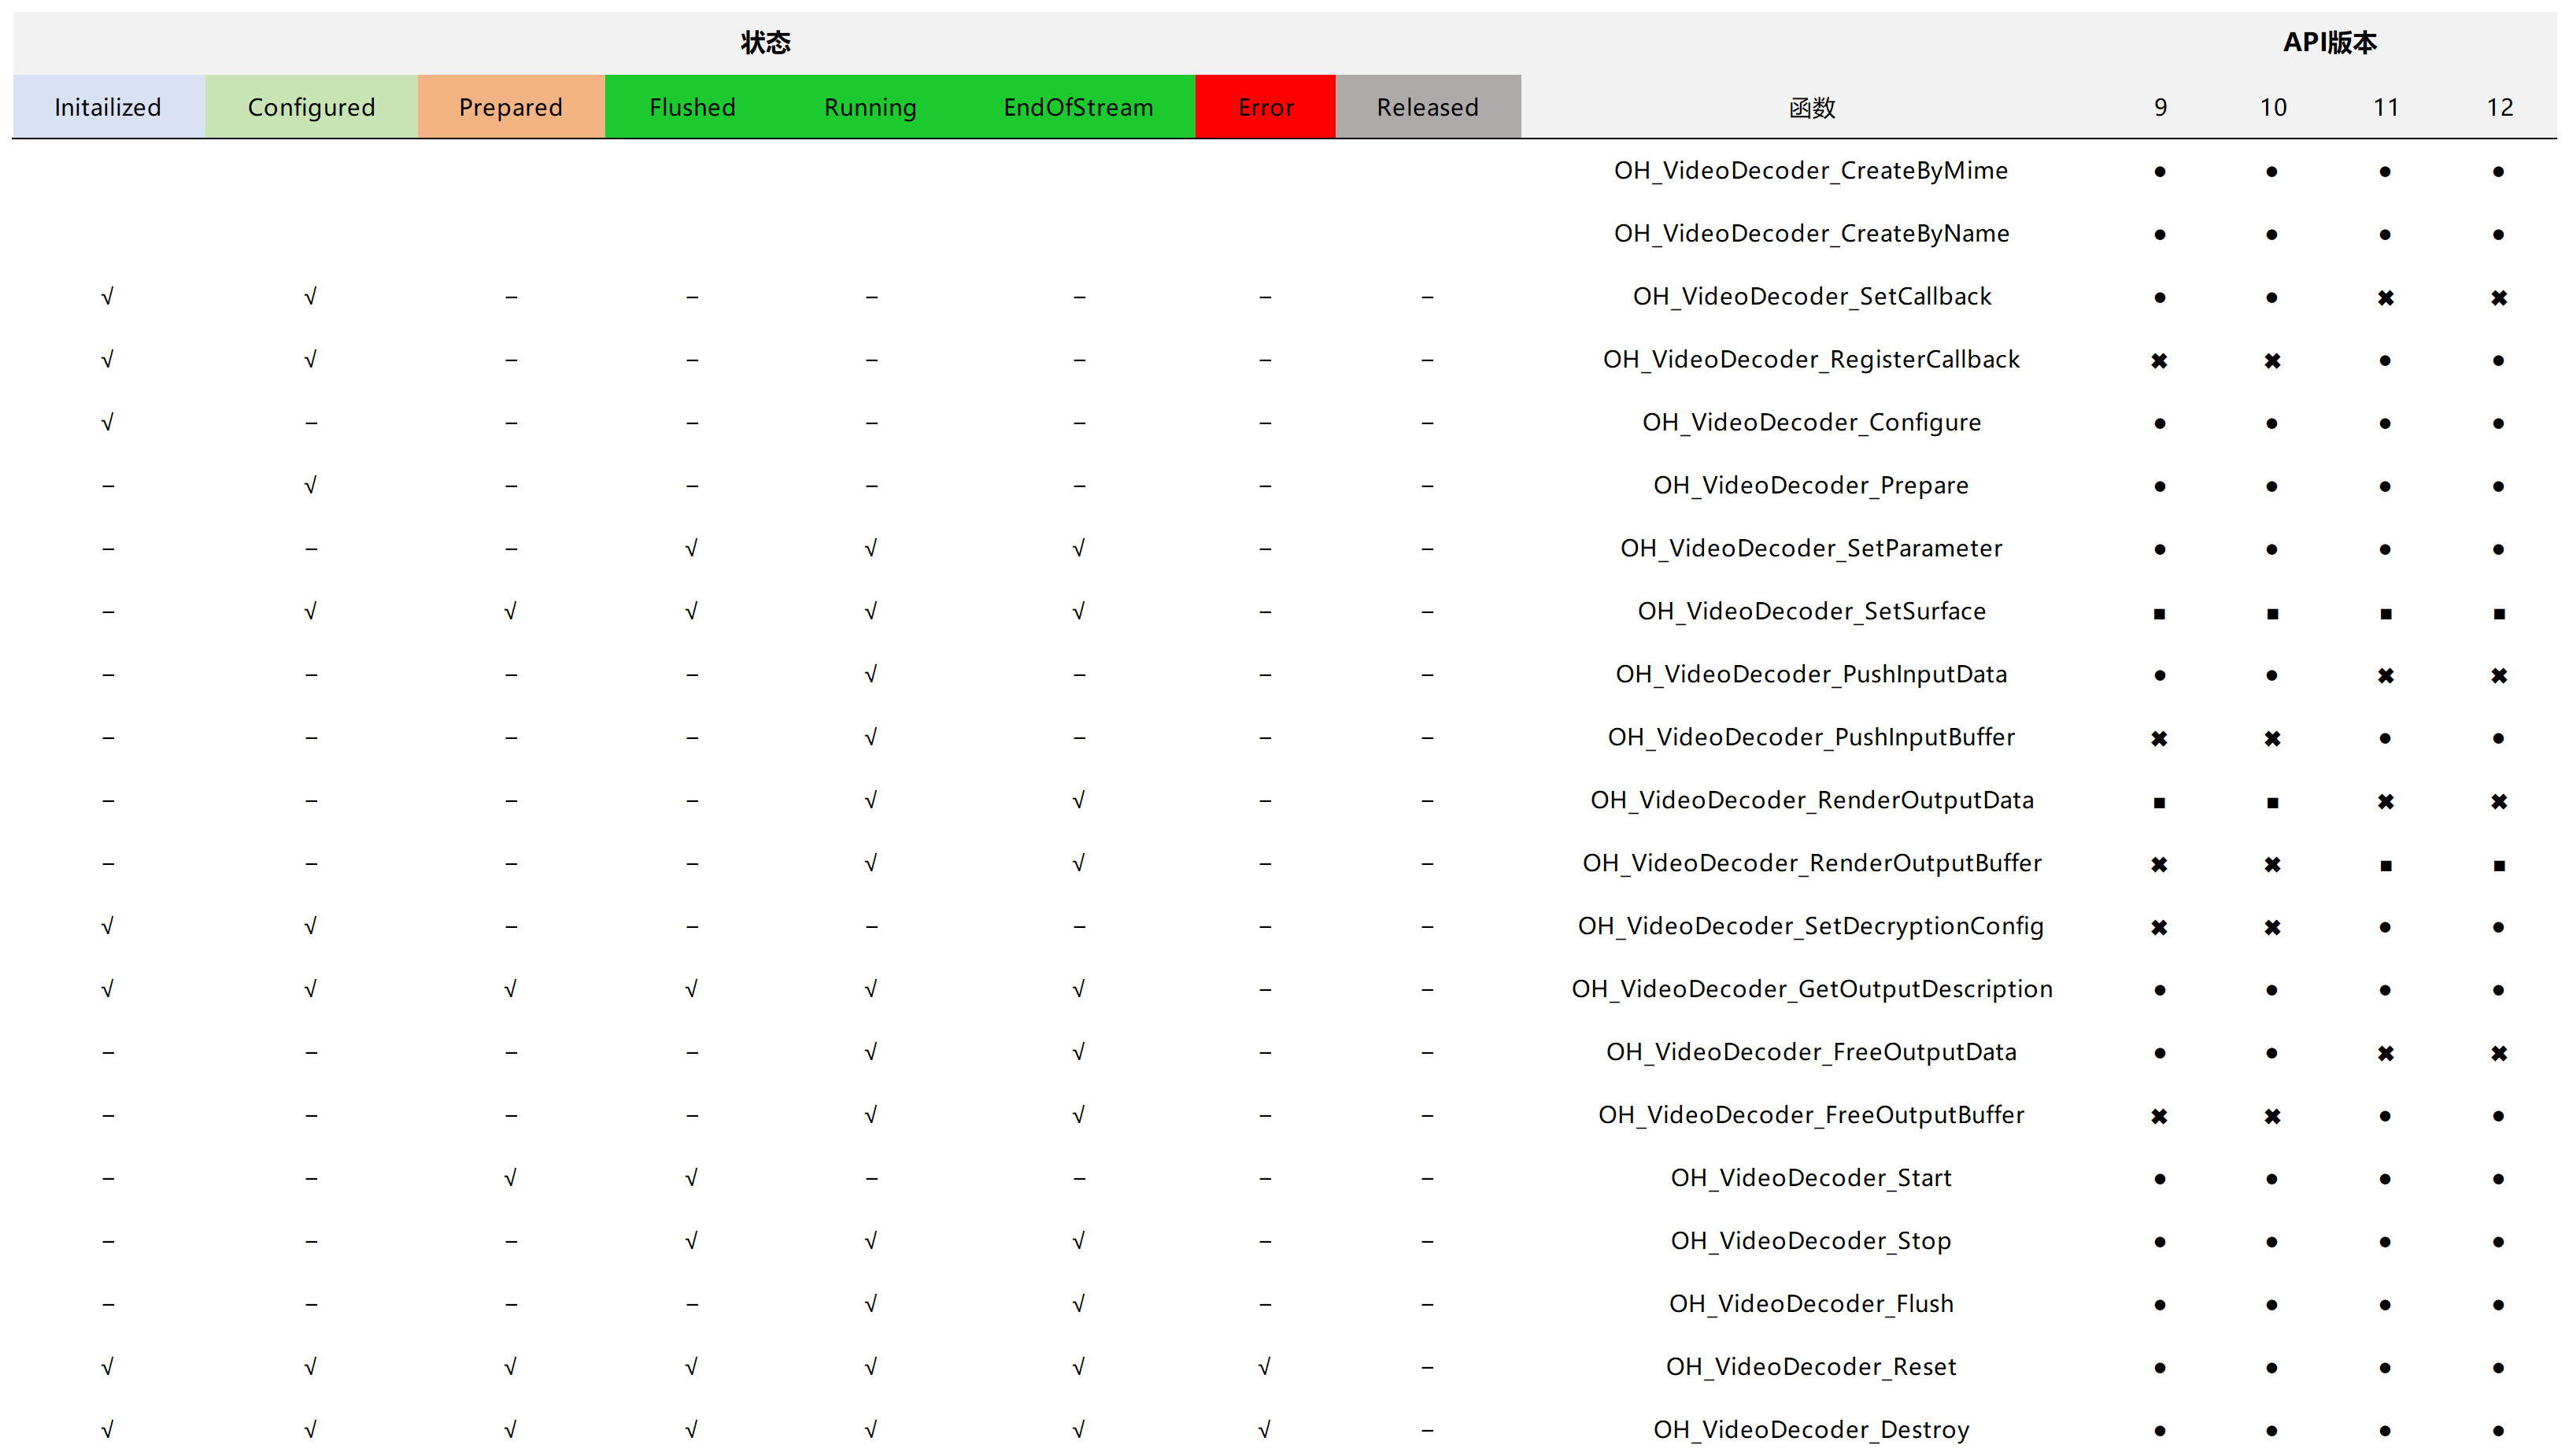 状态 API版本
Initailized Configured Prepared Flushed Running EndOfStream Error Released 函数 9 10 11 12
OH_VideoDecoder_CreateByMime ● ● ● ●
OH_VideoDecoder_CreateByName ● ● ● ●
√ √ – – – – – – OH_VideoDecoder_SetCallback ● ● ✖ ✖
√ √ – – – – – – OH_VideoDecoder_RegisterCallback ✖ ✖ ● ●
√ – – – – – – – OH_VideoDecoder_Configure ● ● ● ●
– √ – – – – – – OH_VideoDecoder_Prepare ● ● ● ●
– – – √ √ √ – – OH_VideoDecoder_SetParameter ● ● ● ●
– √ √ √ √ √ – – OH_VideoDecoder_SetSurface ■ ■ ■ ■
– – – – √ – – – OH_VideoDecoder_PushInputData ● ● ✖ ✖
– – – – √ – – – OH_VideoDecoder_PushInputBuffer ✖ ✖ ● ●
– – – – √ √ – – OH_VideoDecoder_RenderOutputData ■ ■ ✖ ✖
– – – – √ √ – – OH_VideoDecoder_RenderOutputBuffer ✖ ✖ ■ ■
√ √ – – – – – – OH_VideoDecoder_SetDecryptionConfig ✖ ✖ ● ●
√ √ √ √ √ √ – – OH_VideoDecoder_GetOutputDescription ● ● ● ●
– – – – √ √ – – OH_VideoDecoder_FreeOutputData ● ● ✖ ✖
– – – – √ √ – – OH_VideoDecoder_FreeOutputBuffer ✖ ✖ ● ●
– – √ √ – – – – OH_VideoDecoder_Start ● ● ● ●
– – – √ √ √ – – OH_VideoDecoder_Stop ● ● ● ●
– – – – √ √ – – OH_VideoDecoder_Flush ● ● ● ●
√ √ √ √ √ √ √ – OH_VideoDecoder_Reset ● ● ● ●
√ √ √ √ √ √ √ – OH_VideoDecoder_Destroy ● ● ● ●